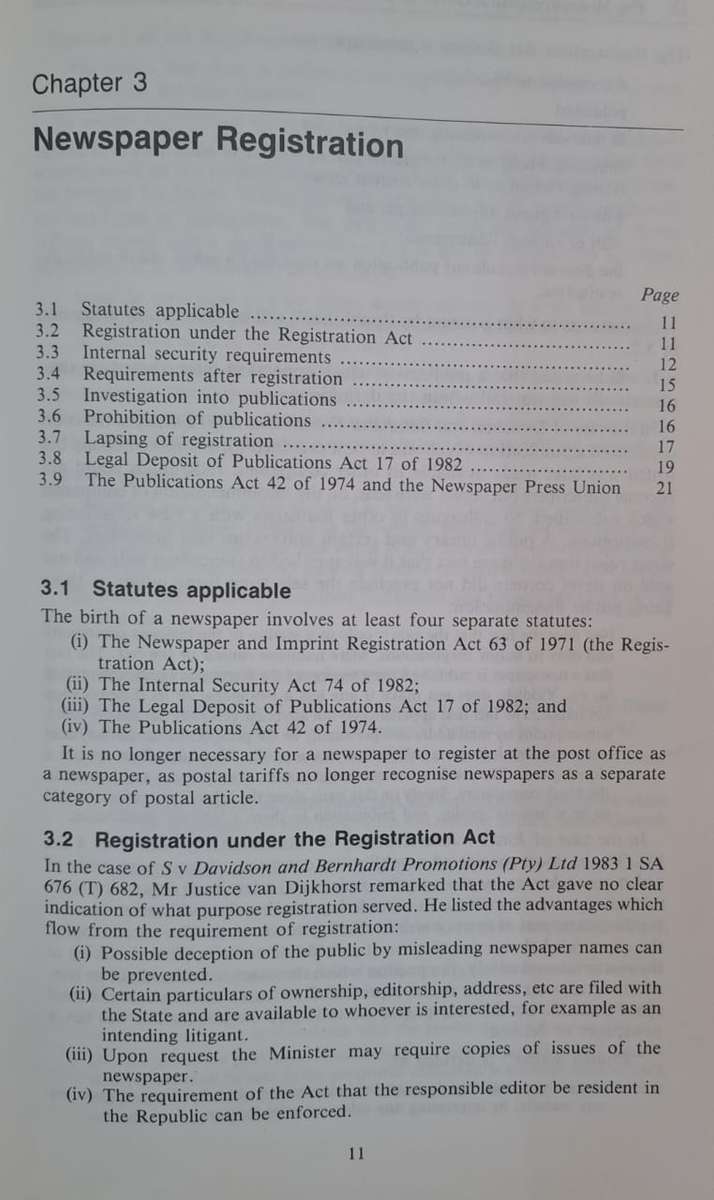 Chapter 3
Newspaper Registration
Page
3.1 Statutes applicable ............................................................ 11
3.2 Registration under the Registration Act ................................. 11
3.3 Internal security requirements ............................................. 12
3.4 Requirements after registration ........................................... 15
3.5 Investigation into publications ............................................ 16
3.6 Prohibition of publications ................................................ 16
3.7 Lapsing of registration ...................................................... 17
3.8 Legal Deposit of Publications Act 17 of 1982 ......................... 19
3.9 The Publications Act 42 of 1974 and the Newspaper Press Union 21
3.1 Statutes applicable
The birth of a newspaper involves at least four separate statutes:
(i) The Newspaper and Imprint Registration Act 63 of 1971 (the Regis-
tration Act);
(ii) The Internal Security Act 74 of 1982;
(iii) The Legal Deposit of Publications Act 17 of 1982; and
(iv) The Publications Act 42 of 1974.
It is no longer necessary for a newspaper to register at the post office as
a newspaper, as postal tariffs no longer recognise newspapers as a separate
category of postal article.
3.2 Registration under the Registration Act
In the case of S v Davidson and Bernhardt Promotions (Pty) Ltd 1983 1 SA
676 (T) 682, Mr Justice van Dijkhorst remarked that the Act gave no clear
indication of what purpose registration served. He listed the advantages which
flow from the requirement of registration:
(i) Possible deception of the public by misleading newspaper names can
be prevented.
(ii) Certain particulars of ownership, editorship, address, etc are filed with
the State and are available to whoever is interested, for example as an
intending litigant.
(iii) Upon request the Minister may require copies of issues of the
newspaper.
(iv) The requirement of the Act that the responsible editor be resident in
the Republic can be enforced.
11